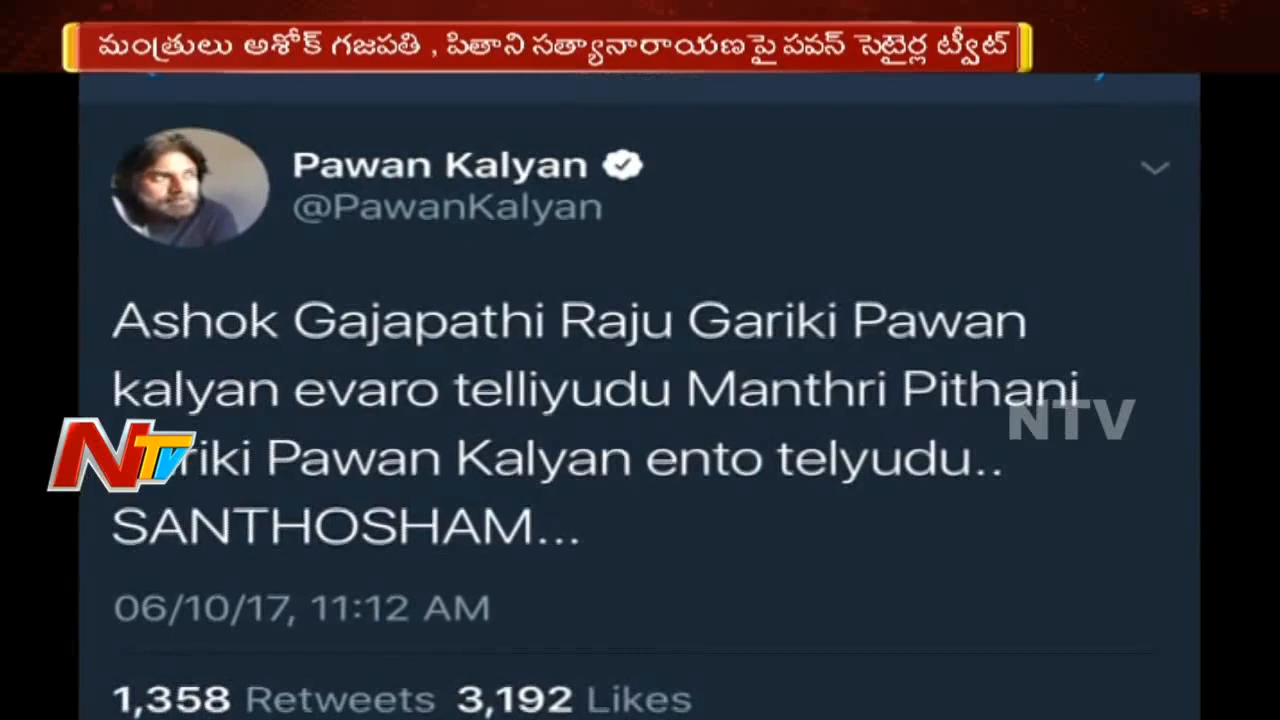 మంత్రులు అశోక్ గజపతి , పితాని సత్యానారాయణపై పవన్ సెటైర్ల ట్వీట్
Pawan Kalyan
@PawanKalyan
Ashok Gajapathi Raju Gariki Pawan
kalyan evaro telliyudu Manthri Pithani
NTV
NTV
riki Pawan Kalyan ento telyudu..
SANTHOSHAM...
06/10/17, 11:12 AM
1,358 Retweets 3,192 Likes